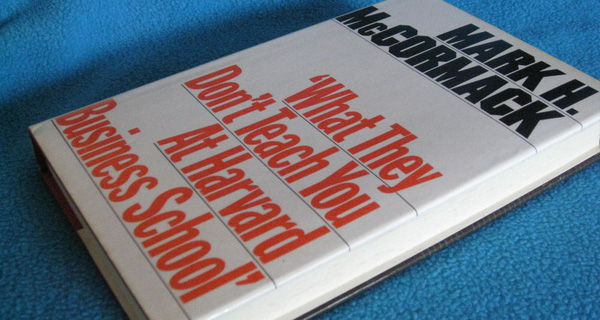 MARK H.
McCORMACK
'What They
Don't Teach You
At Harvard
Business School'